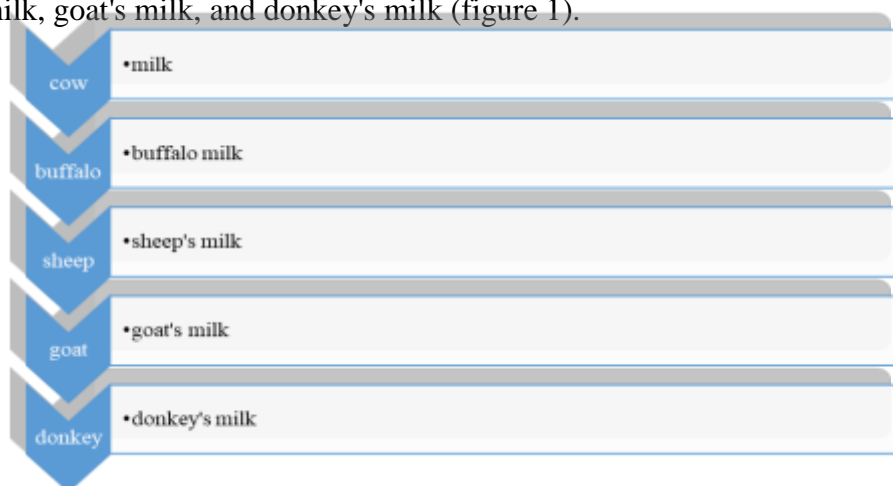 milk, goat's milk, and donkey's milk (figure 1).
cow
•milk
buffalo
•buffalo milk
sheep
•sheep's milk
goat
•goat's milk
donkey
•donkey's milk